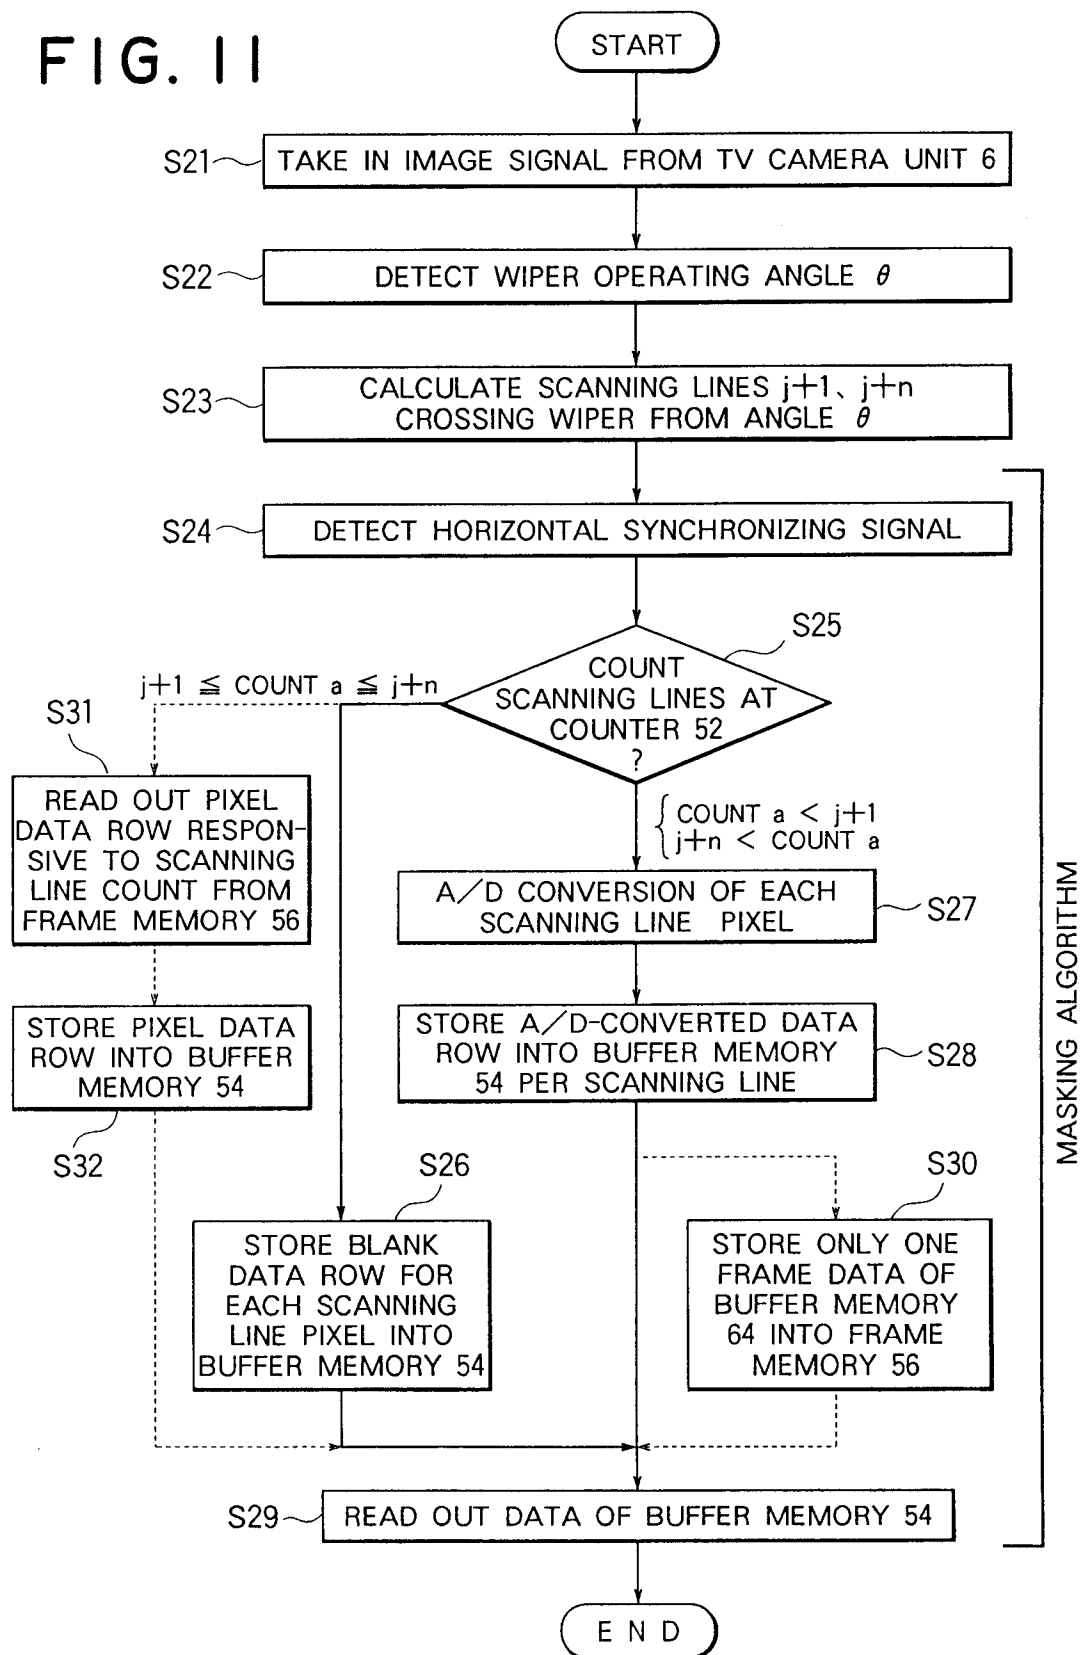 FIG. 11
START
S21
TAKE IN IMAGE SIGNAL FROM TV CAMERA UNIT 6
S22
DETECT WIPER OPERATING ANGLE θ
S23
CALCULATE SCANNING LINES j+1、j+n
CROSSING WIPER FROM ANGLE θ
S24
DETECT HORIZONTAL SYNCHRONIZING SIGNAL
S25
COUNT
SCANNING LINES AT
COUNTER 52
?
j+1 ≦ COUNT a ≦ j+n
S31
READ OUT PIXEL
DATA ROW RESPON-
SIVE TO SCANNING
LINE COUNT FROM
FRAME MEMORY 56
COUNT a < j+1
j+n < COUNT a
A/D CONVERSION OF EACH
SCANNING LINE PIXEL
S27
STORE PIXEL DATA
ROW INTO BUFFER
MEMORY 54
S32
STORE A/D-CONVERTED DATA
ROW INTO BUFFER MEMORY
54 PER SCANNING LINE
S28
S26
STORE BLANK
DATA ROW FOR
EACH SCANNING
LINE PIXEL INTO
BUFFER MEMORY 54
S30
STORE ONLY ONE
FRAME DATA OF
BUFFER MEMORY
64 INTO FRAME
MEMORY 56
S29
READ OUT DATA OF BUFFER MEMORY 54
END
MASKING ALGORITHM